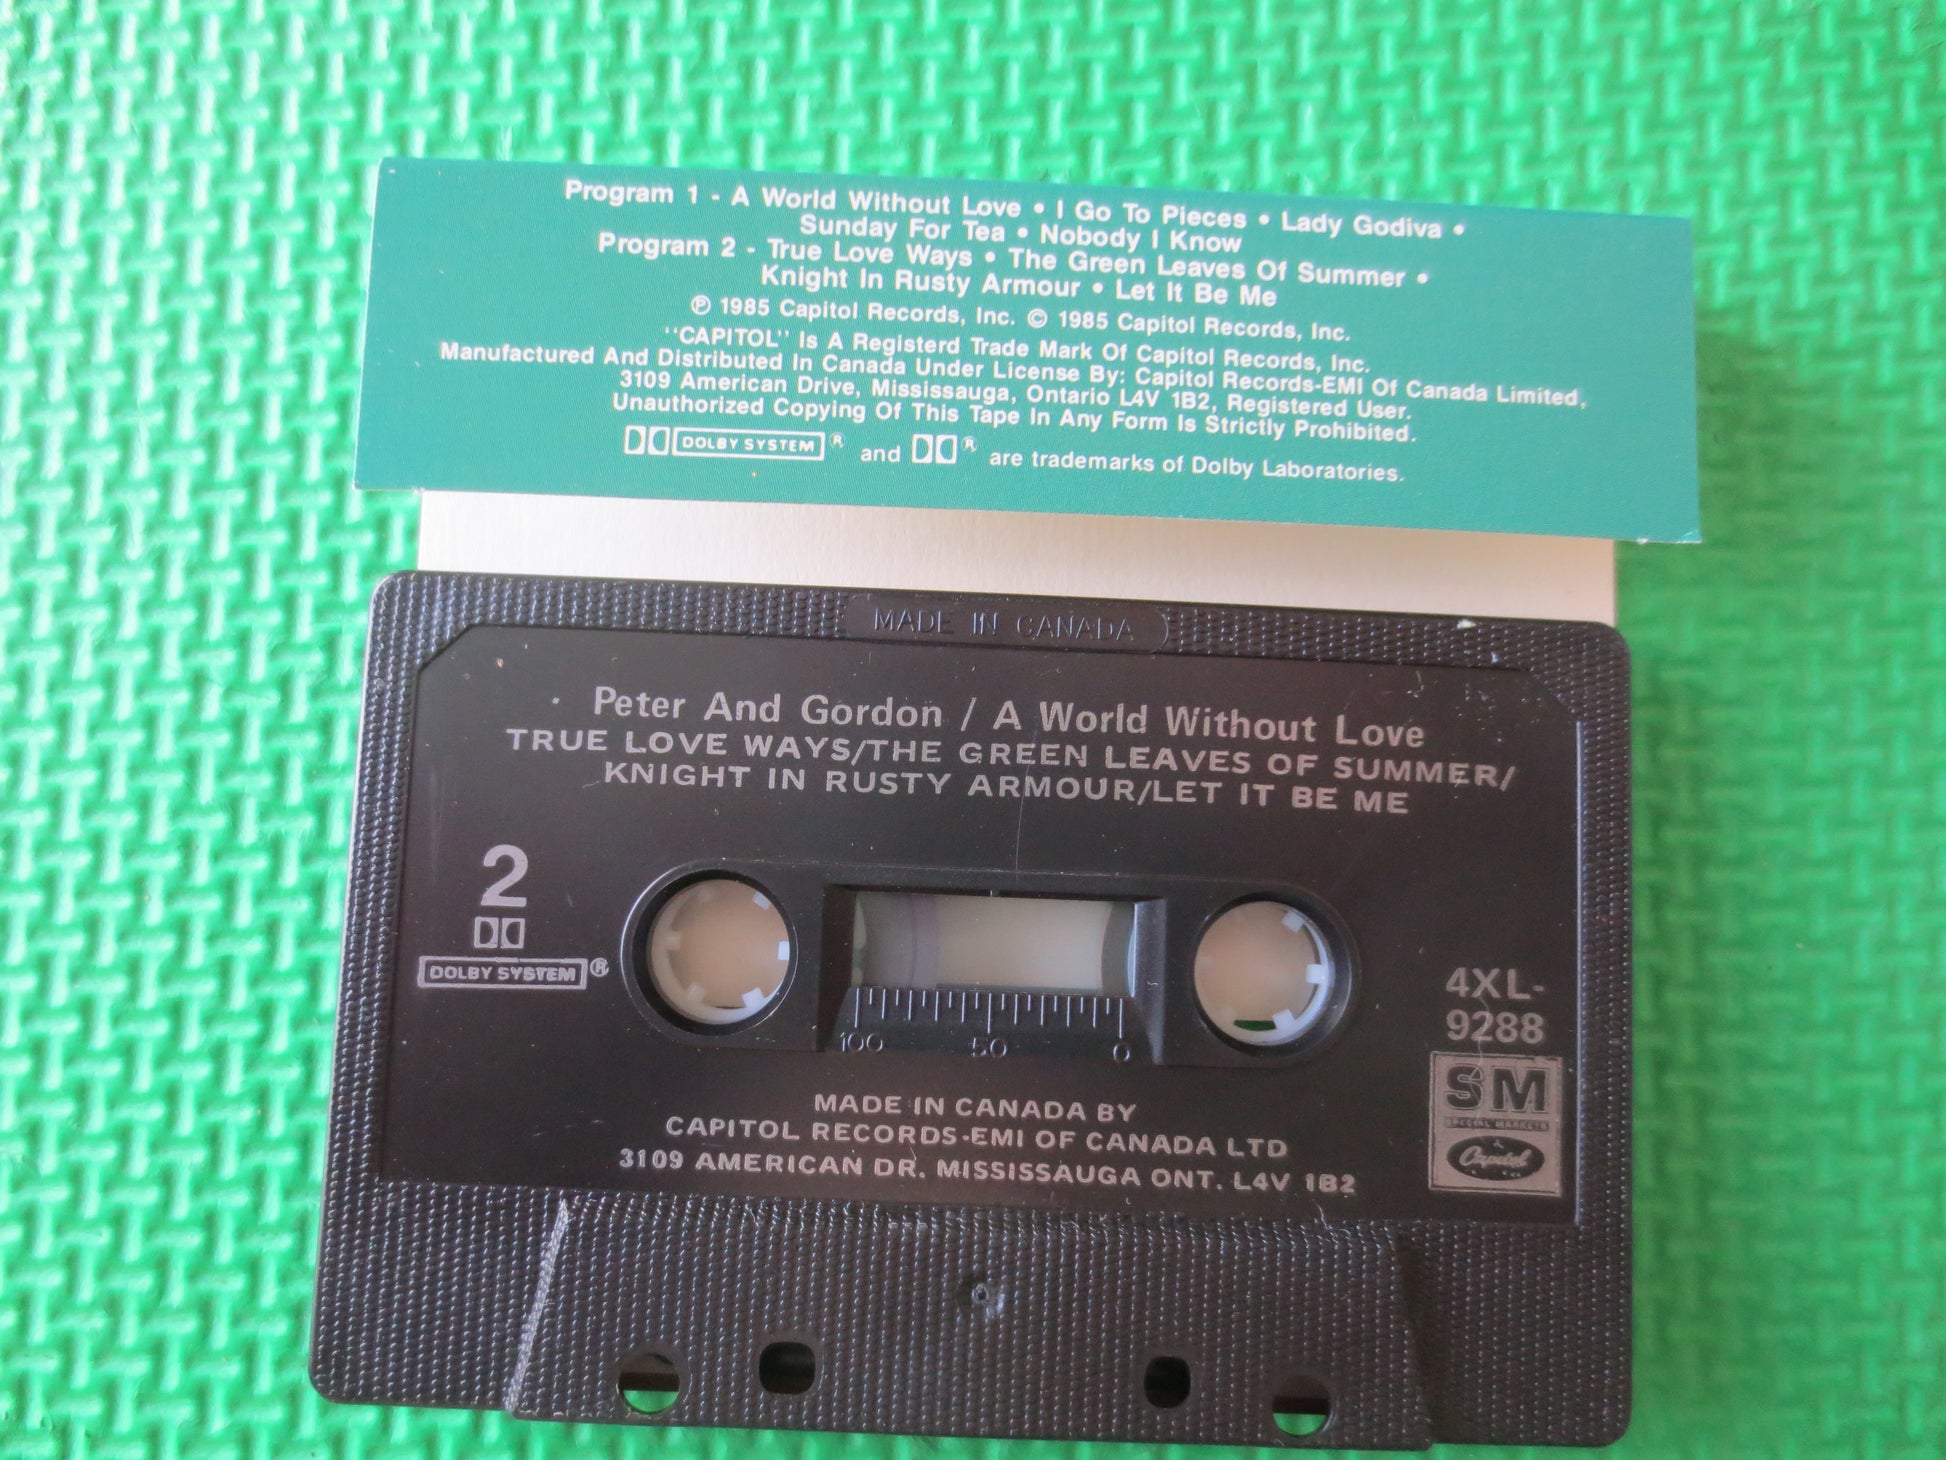 Program 1 - A World Without Love • I Go To Pieces • Lady Godiva •
Sunday For Tea • Nobody I Know
Program 2 - True Love Ways • The Green Leaves Of Summer •
Knight In Rusty Armour • Let It Be Me
℗ 1985 Capitol Records, Inc. © 1985 Capitol Records, Inc.
"CAPITOL" Is A Registerd Trade Mark Of Capitol Records, Inc.
Manufactured And Distributed In Canada Under License By: Capitol Records-EMI Of Canada Limited,
3109 American Drive, Mississauga, Ontario L4V 1B2, Registered User.
Unauthorized Copying Of This Tape In Any Form Is Strictly Prohibited.
DOLBY SYSTEM ® and ® are trademarks of Dolby Laboratories.
MADE IN CANADA
Peter And Gordon / A World Without Love
TRUE LOVE WAYS/THE GREEN LEAVES OF SUMMER/
KNIGHT IN RUSTY ARMOUR/LET IT BE ME
2
DOLBY SYSTEM ®
100 50 0
4XL-
9288
SM
SPECIAL MARKETS
Capitol
MADE IN CANADA BY
CAPITOL RECORDS-EMI OF CANADA LTD
3109 AMERICAN DR. MISSISSAUGA ONT. L4V 1B2